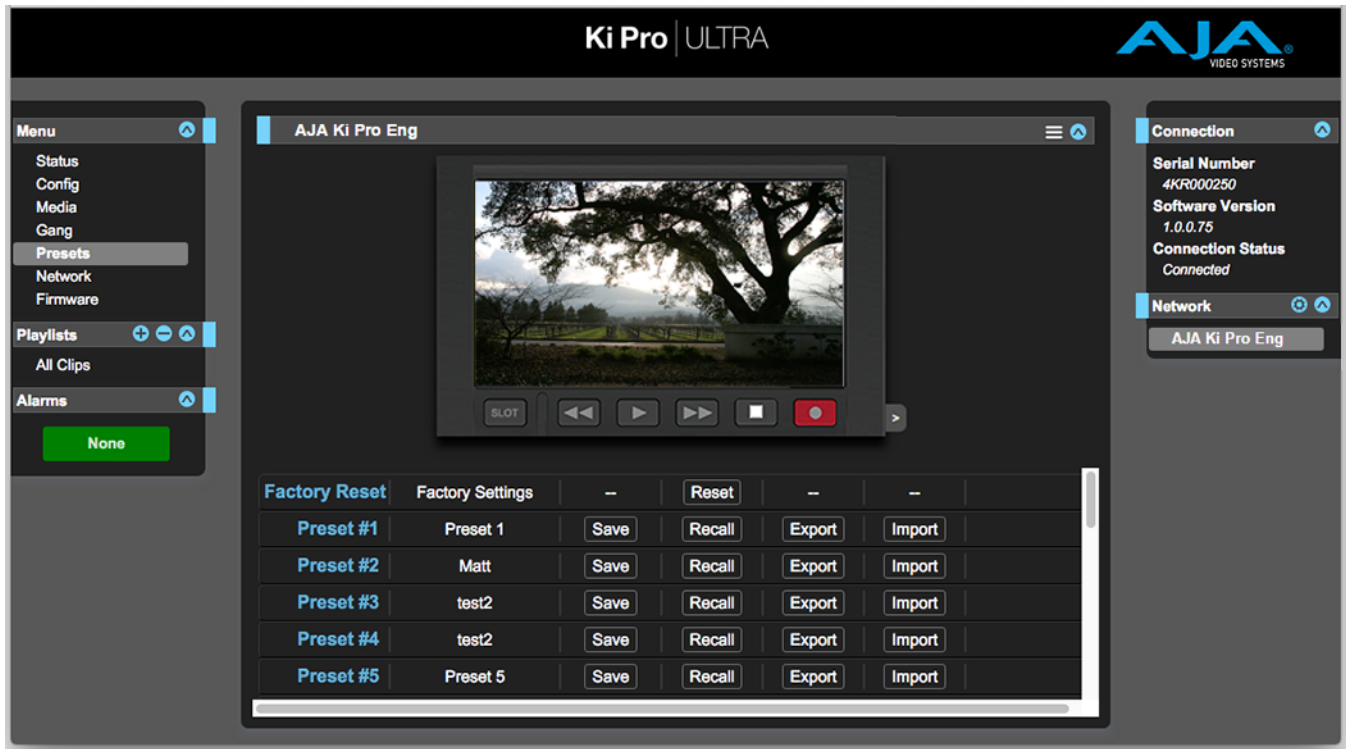 Ki Pro | ULTRA
AJA®
VIDEO SYSTEMS
Menu
Status
Config
Media
Gang
Presets
Network
Firmware
Playlists
All Clips
Alarms
None
AJA Ki Pro Eng
SLOT
>
Factory Reset Factory Settings -- Reset -- --
Preset #1 Preset 1 Save Recall Export Import
Preset #2 Matt Save Recall Export Import
Preset #3 test2 Save Recall Export Import
Preset #4 test2 Save Recall Export Import
Preset #5 Preset 5 Save Recall Export Import
Connection
Serial Number
4KR000250
Software Version
1.0.0.75
Connection Status
Connected
Network
AJA Ki Pro Eng